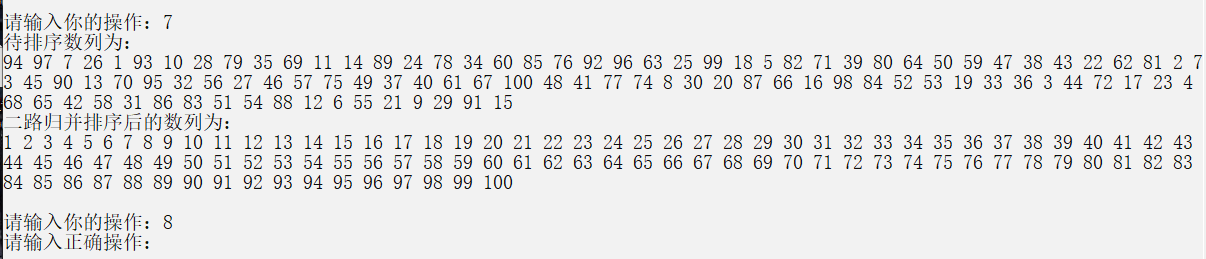 请输入你的操作：7
待排序数列为：
94 97 7 26 1 93 10 28 79 35 69 11 14 89 24 78 34 60 85 76 92 96 63 25 99 18 5 82 71 39 80 64 50 59 47 38 43 22 62 81 2 7
3 45 90 13 70 95 32 56 27 46 57 75 49 37 40 61 67 100 48 41 77 74 8 30 20 87 66 16 98 84 52 53 19 33 36 3 44 72 17 23 4
68 65 42 58 31 86 83 51 54 88 12 6 55 21 9 29 91 15
二路归并排序后的数列为：
1 2 3 4 5 6 7 8 9 10 11 12 13 14 15 16 17 18 19 20 21 22 23 24 25 26 27 28 29 30 31 32 33 34 35 36 37 38 39 40 41 42 43
44 45 46 47 48 49 50 51 52 53 54 55 56 57 58 59 60 61 62 63 64 65 66 67 68 69 70 71 72 73 74 75 76 77 78 79 80 81 82 83
84 85 86 87 88 89 90 91 92 93 94 95 96 97 98 99 100
请输入你的操作：8
请输入正确操作：